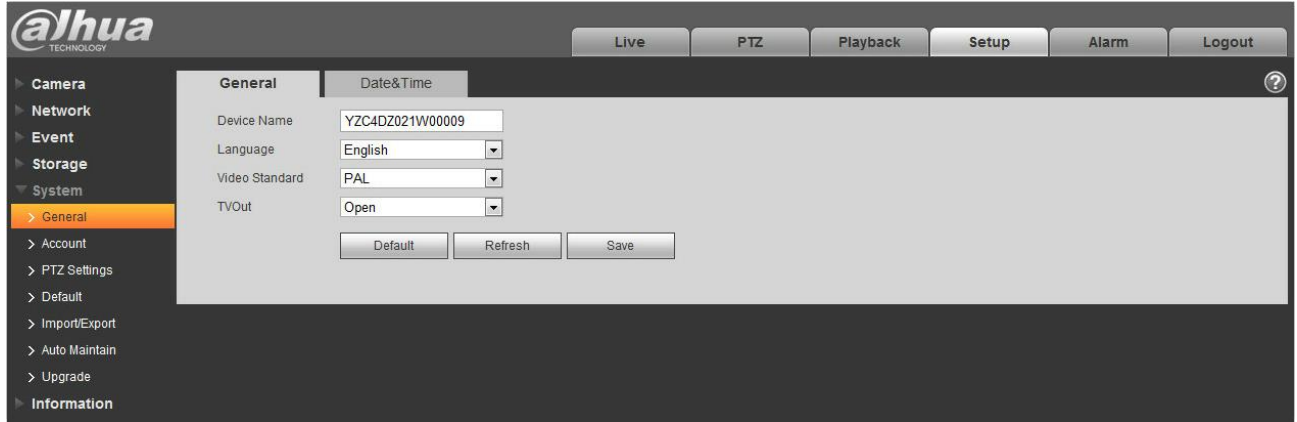 alhua
TECHNOLOGY
Live PTZ Playback Setup Alarm Logout
Camera
Network
Event
Storage
System
General
Account
PTZ Settings
Default
Import/Export
Auto Maintain
Upgrade
Information
General Date&Time
?
Device Name YZC4DZ021W00009
Language English
Video Standard PAL
TVOut Open
Default Refresh Save